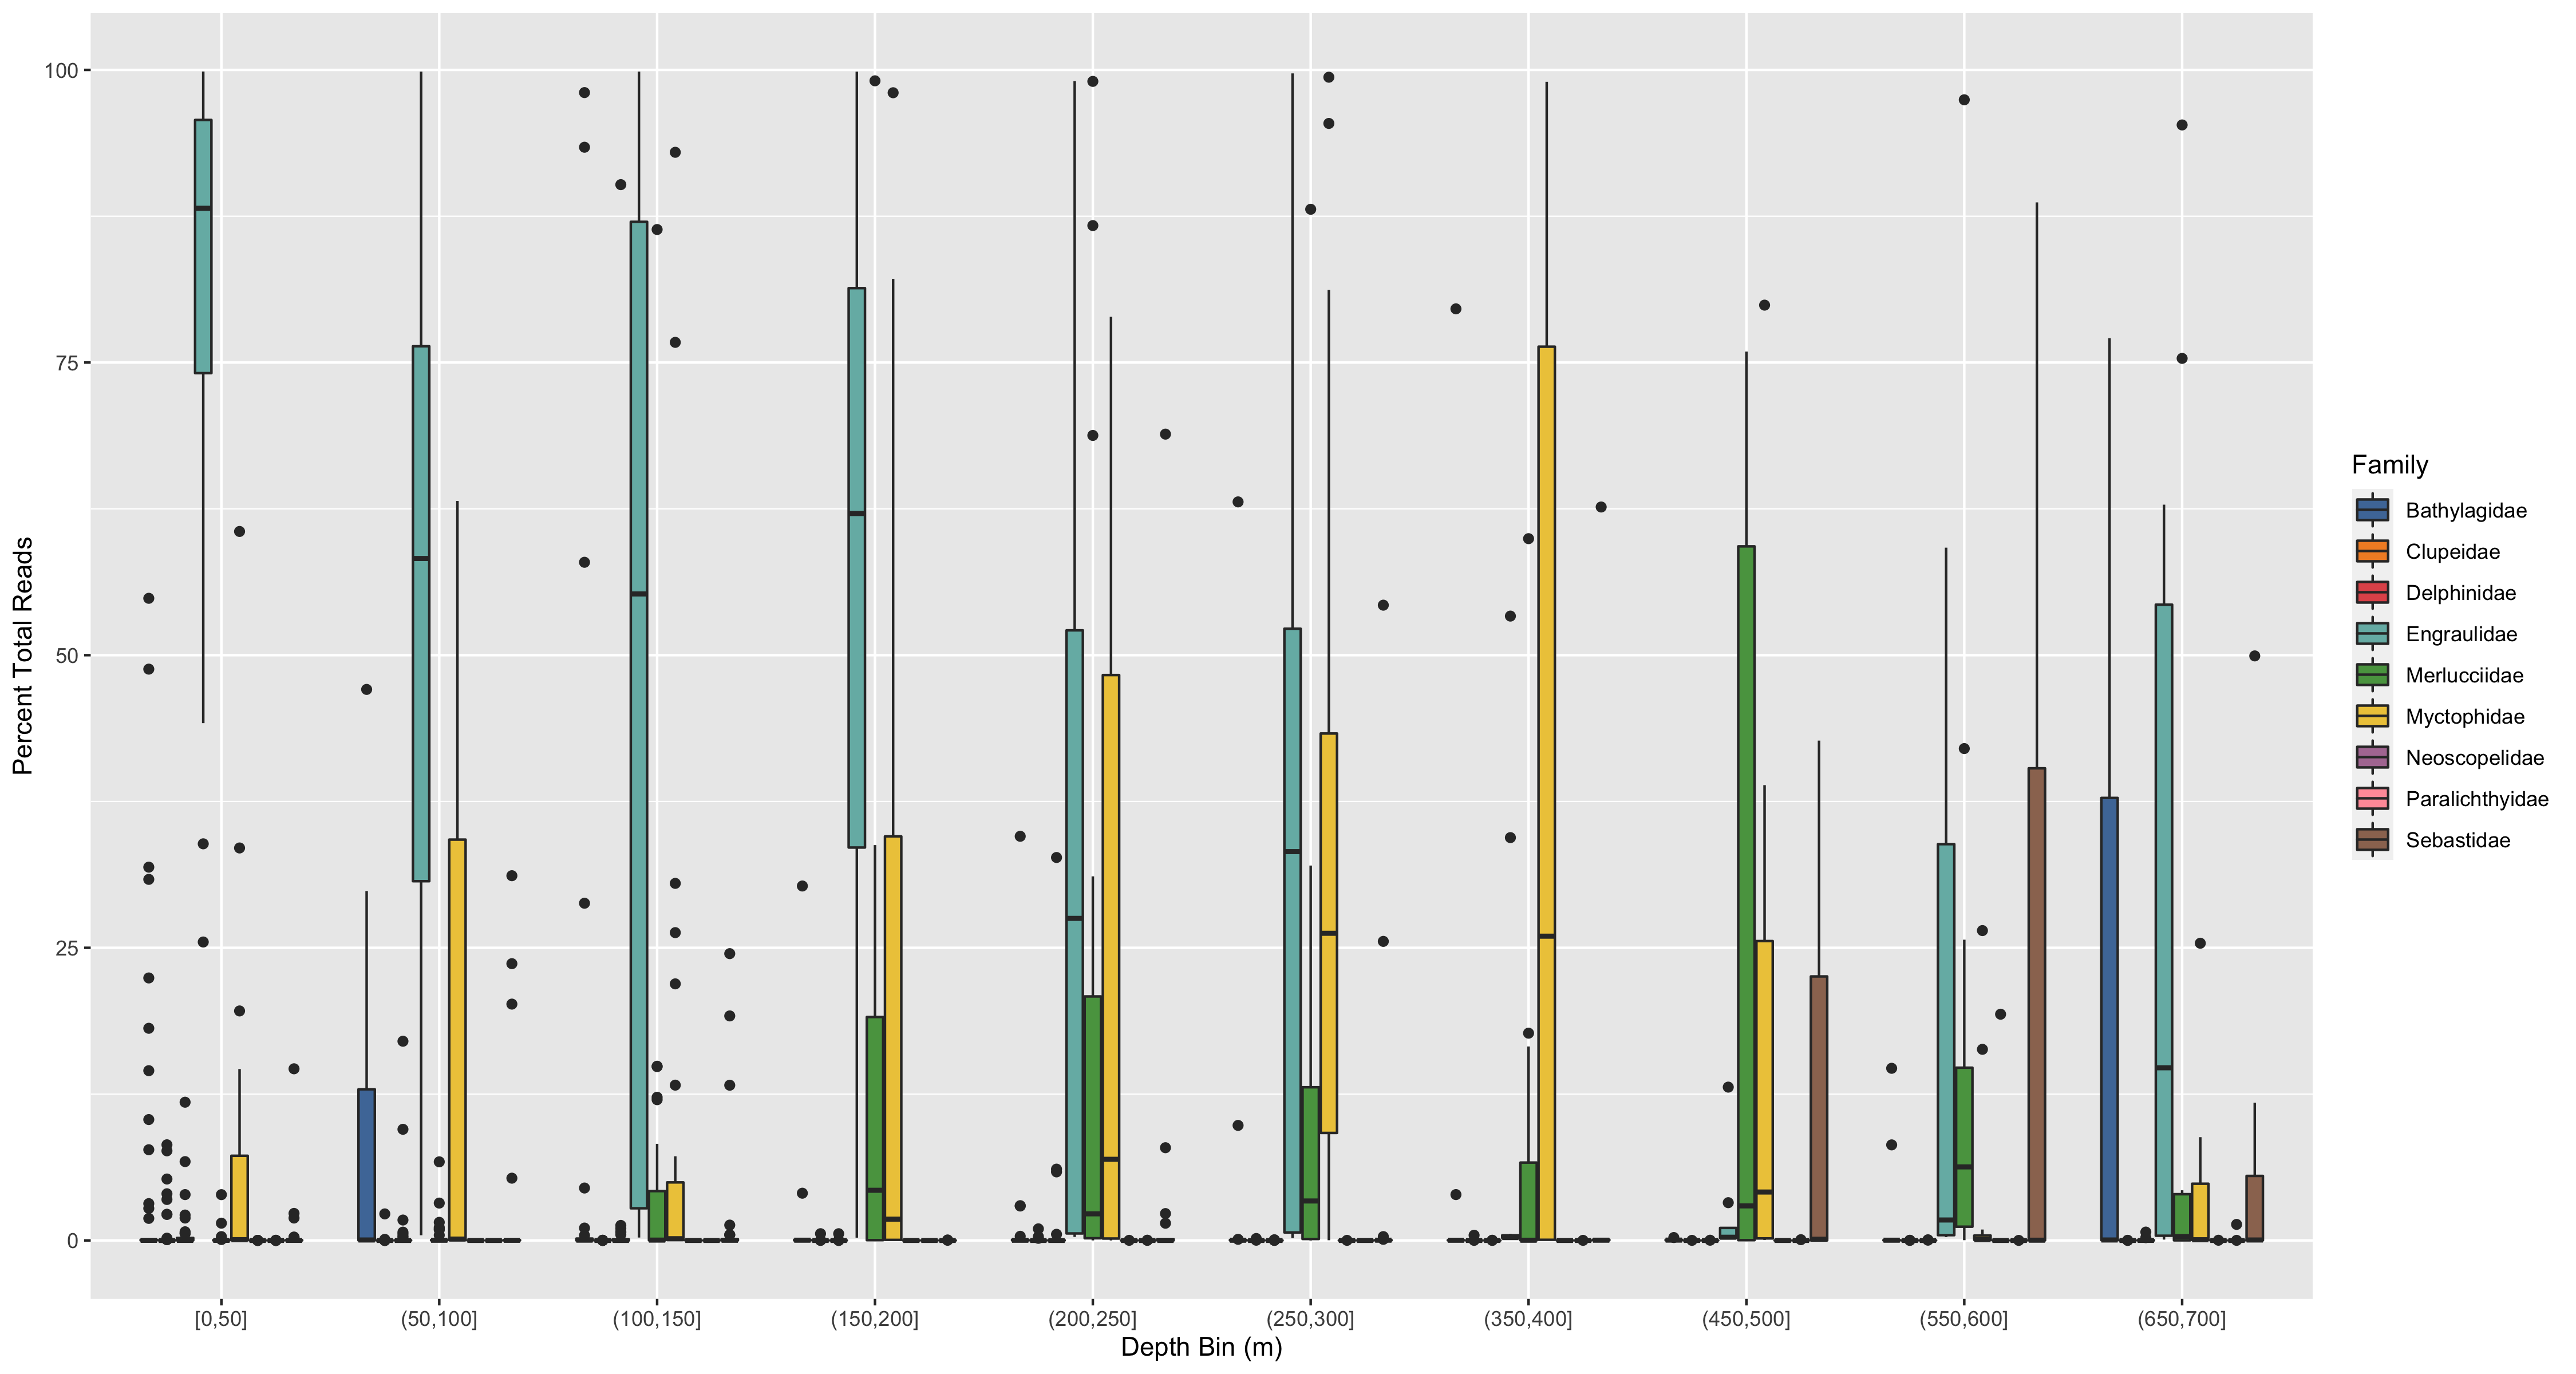 Percent Total Reads
100
75
50
25
0
[0,50]
(50,100]
(100,150]
(150,200]
(200,250]
(250,300]
(350,400]
(450,500]
(550,600]
(650,700]
Depth Bin (m)
Family
Bathylagidae
Clupeidae
Delphinidae
Engraulidae
Merlucciidae
Myctophidae
Neoscopelidae
Paralichthyidae
Sebastidae